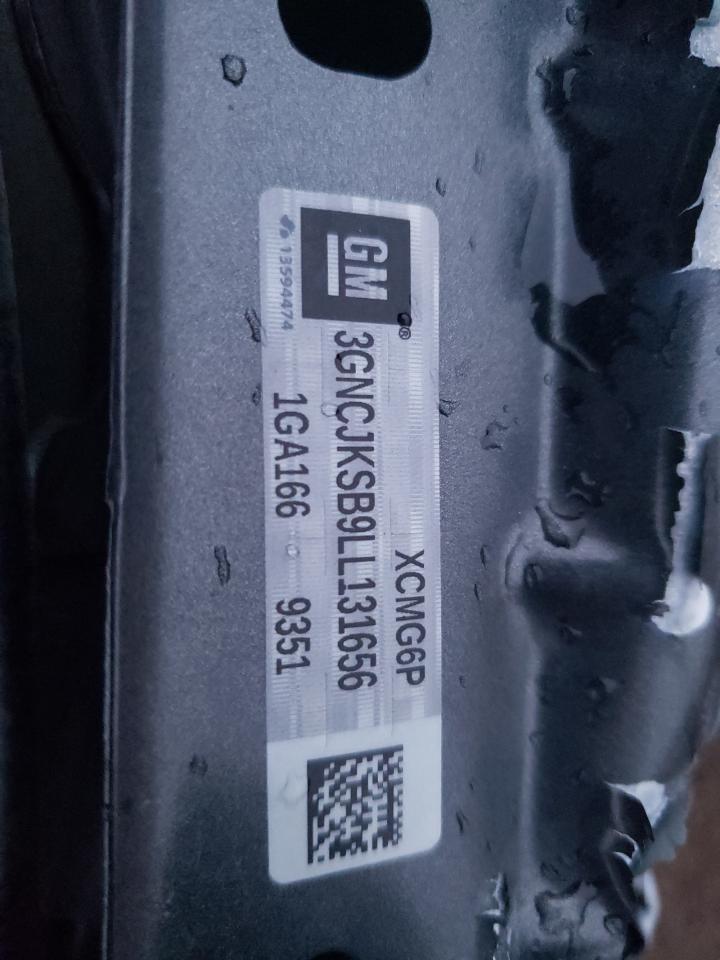 XCMG6P
GM®
3GNCJKSB9LL131656
1GA166 9351
13594474